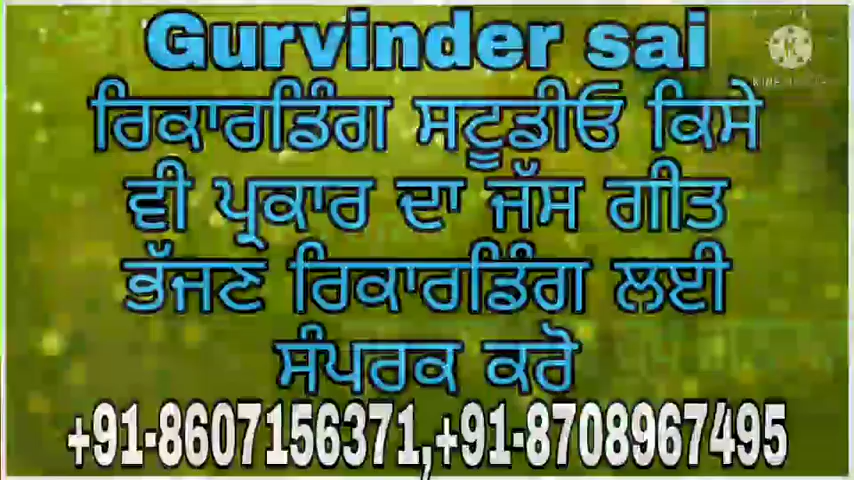 Gurvinder sai
ਰਿਕਾਰਡਿੰਗ ਸਟੂਡੀਓ ਕਿਸੇ
ਵੀ ਪ੍ਰਕਾਰ ਦਾ ਜੱਸ ਗੀਤ
ਭੱਜਣ ਰਿਕਾਰਡਿੰਗ ਲਈ
ਸੰਪਰਕ ਕਰੋ
+91-8607156371,+91-8708967495